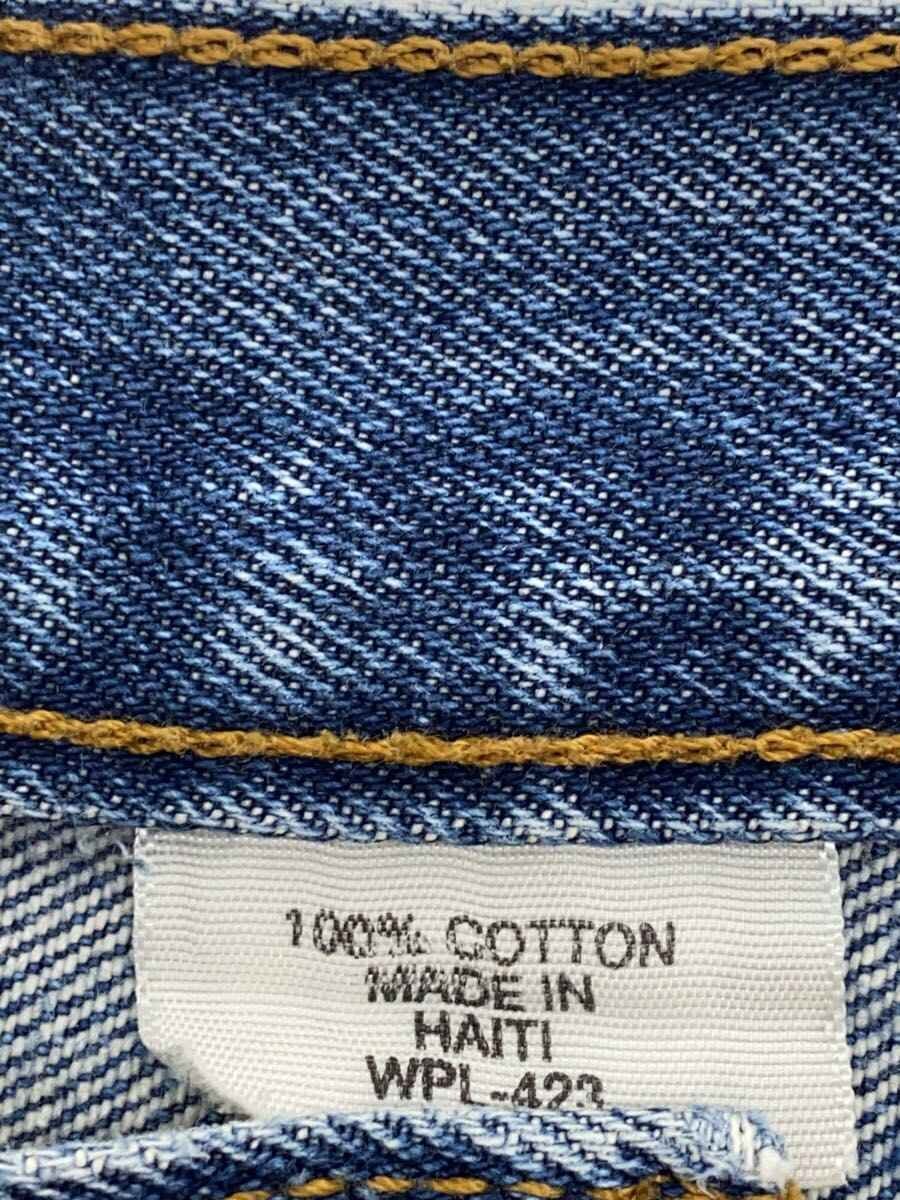 100% COTTON
MADE IN
HAITI
WPL-423